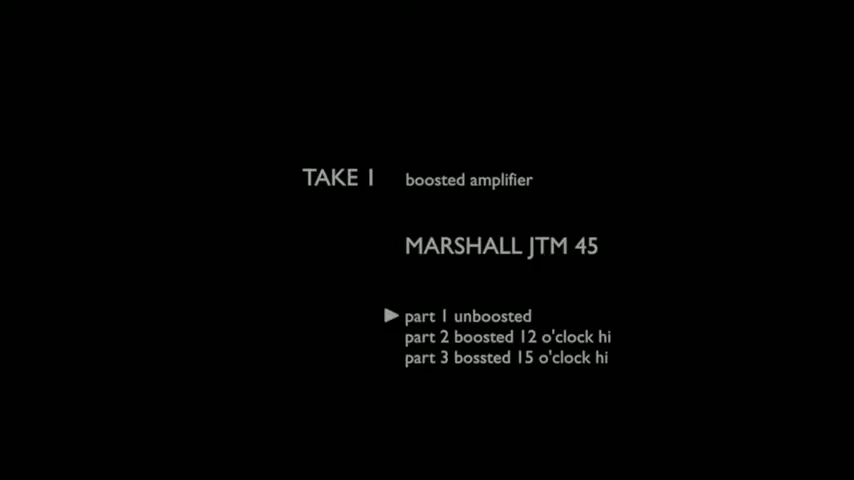 TAKE 1 boosted amplifier
MARSHALL JTM 45
part 1 unboosted
part 2 boosted 12 o'clock hi
part 3 bossted 15 o'clock hi